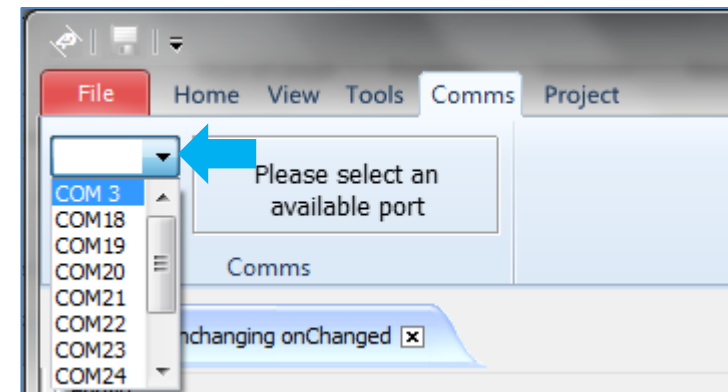 File Home View Tools Comms Project
Please select an
available port
COM 3
COM18
COM19
COM20
COM21
COM22
COM23
COM24
Comms
nchanging onChanged